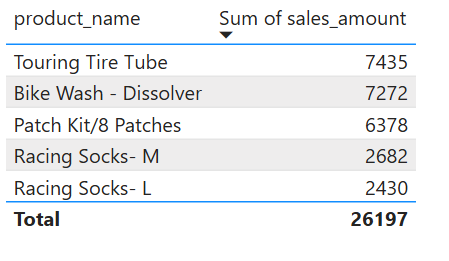 product_name Sum of sales_amount
Touring Tire Tube 7435
Bike Wash - Dissolver 7272
Patch Kit/8 Patches 6378
Racing Socks- M 2682
Racing Socks- L 2430
Total 26197